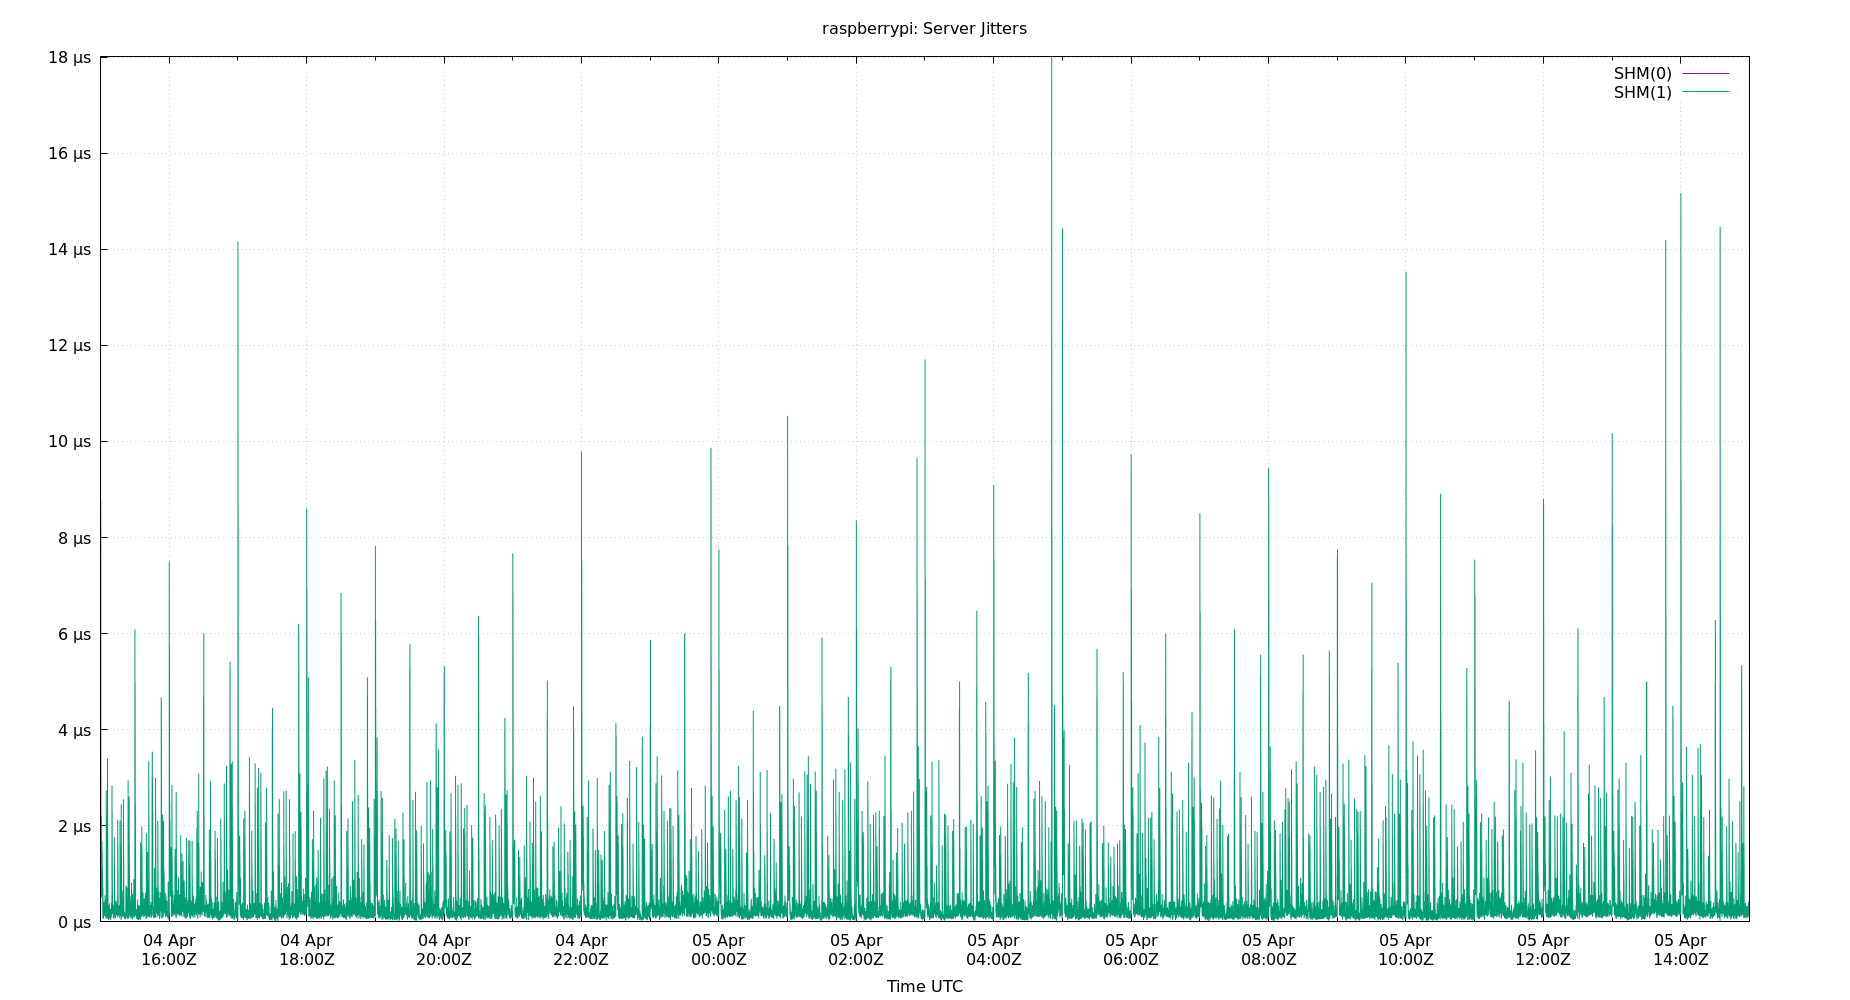 raspberrypi: Server Jitters
SHM(0)
SHM(1)
18 µs
16 µs
14 µs
12 µs
10 µs
8 µs
6 µs
4 µs
2 µs
0 µs
04 Apr 04 Apr 04 Apr 04 Apr 05 Apr 05 Apr 05 Apr 05 Apr 05 Apr 05 Apr 05 Apr 05 Apr
16:00Z 18:00Z 20:00Z 22:00Z 00:00Z 02:00Z 04:00Z 06:00Z 08:00Z 10:00Z 12:00Z 14:00Z
Time UTC